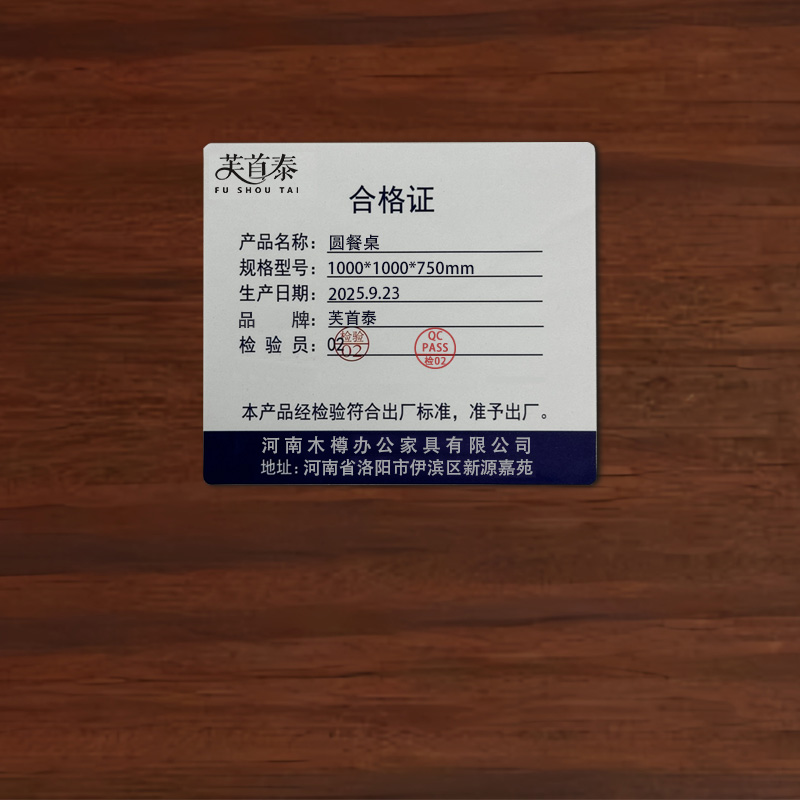 芙首泰
FU SHOU TAI
合格证
产品名称：圆餐桌
规格型号：1000*1000*750mm
生产日期：2025.9.23
品 牌：芙首泰
检 验 员：02
检验
02
QC
PASS
检02
本产品经检验符合出厂标准，准予出厂。
河南木樽办公家具有限公司
地址：河南省洛阳市伊滨区新源嘉苑